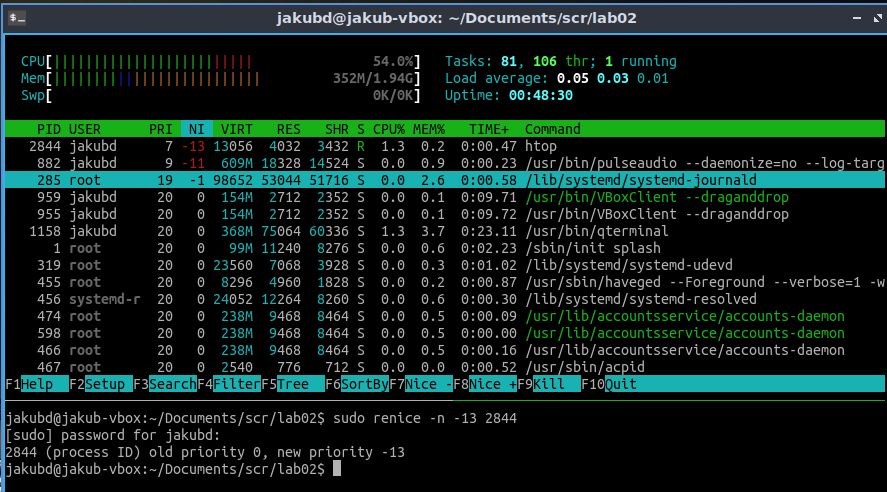 jakubd@jakub-vbox: ~/Documents/scr/lab02
CPU[||||||||||||||||||||||||| 54.0%] Tasks: 81, 106 thr; 1 running
Mem[|||||||||||||||||||||||||| 352M/1.94G] Load average: 0.05 0.03 0.01
Swp[ 0K/0K] Uptime: 00:48:30
PID USER PRI NI VIRT RES SHR S CPU% MEM% TIME+ Command
2844 jakubd 7 -13 13056 4032 3432 R 1.3 0.2 0:00.47 htop
882 jakubd 9 -11 609M 18328 14524 S 0.0 0.9 0:00.23 /usr/bin/pulseaudio --daemonize=no --log-targ
285 root 19 -1 98652 53044 51716 S 0.0 2.6 0:00.58 /lib/systemd/systemd-journald
959 jakubd 20 0 154M 2712 2352 S 0.0 0.1 0:09.71 /usr/bin/VBoxClient --draganddrop
955 jakubd 20 0 154M 2712 2352 S 0.0 0.1 0:09.72 /usr/bin/VBoxClient --draganddrop
1158 jakubd 20 0 368M 75064 60336 S 1.3 3.7 0:23.11 /usr/bin/qterminal
1 root 20 0 99M 11240 8276 S 0.0 0.6 0:02.23 /sbin/init splash
319 root 20 0 23560 7068 3928 S 0.0 0.3 0:01.02 /lib/systemd/systemd-udevd
455 root 20 0 8296 4960 1828 S 0.0 0.2 0:00.87 /usr/sbin/haveged --Foreground --verbose=1 -w
456 systemd-r 20 0 24052 12264 8260 S 0.0 0.6 0:00.30 /lib/systemd/systemd-resolved
474 root 20 0 238M 9468 8464 S 0.0 0.5 0:00.09 /usr/lib/accountsservice/accounts-daemon
598 root 20 0 238M 9468 8464 S 0.0 0.5 0:00.00 /usr/lib/accountsservice/accounts-daemon
466 root 20 0 238M 9468 8464 S 0.0 0.5 0:00.16 /usr/lib/accountsservice/accounts-daemon
467 root 20 0 2540 776 712 S 0.0 0.0 0:00.52 /usr/sbin/acpid
F1Help F2Setup F3SearchF4FilterF5Tree F6SortByF7Nice -F8Nice +F9Kill F10Quit
jakubd@jakub-vbox:~/Documents/scr/lab02$ sudo renice -n -13 2844
[sudo] password for jakubd:
2844 (process ID) old priority 0, new priority -13
jakubd@jakub-vbox:~/Documents/scr/lab02$